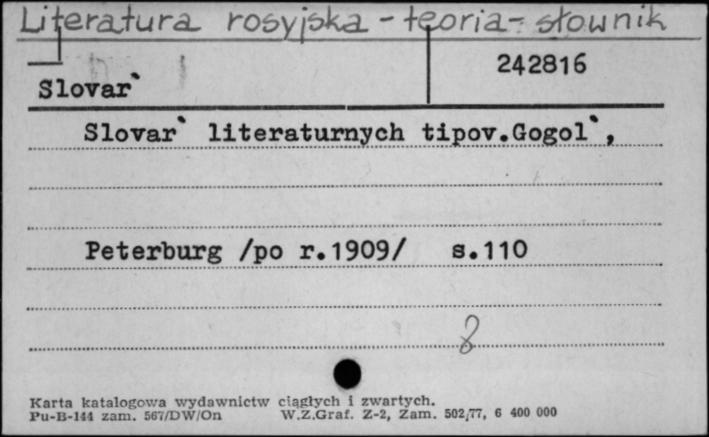 Literatura rosyjska - teoria - słownik
242816
Slovar`
Slovar` literaturnych tipov.Gogol`,
Peterburg /po r.1909/ s.110
8
Karta katalogowa wydawnictw ciągłych i zwartych.
Pu-B-144 zam. 567/DW/On W.Z.Graf. Z-2, Zam. 502/77, 6 400 000